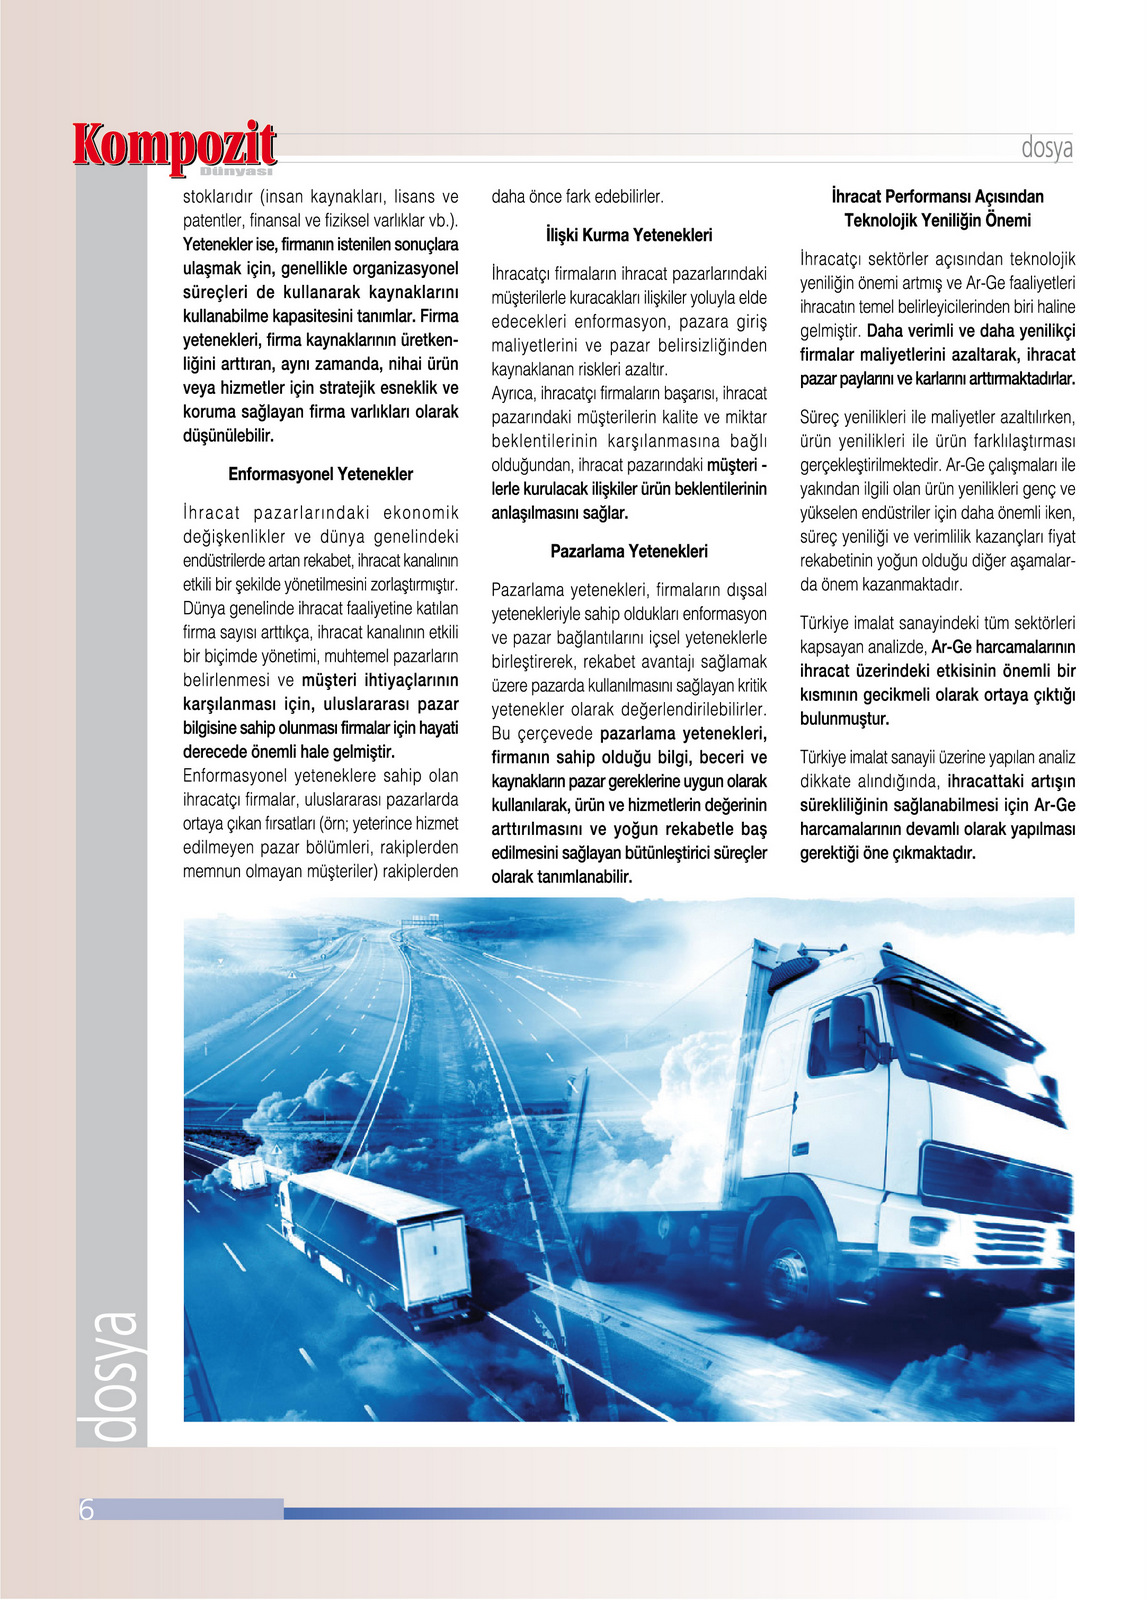 Kompozit
Dünyası
dosya
stoklarıdır (insan kaynakları, lisans ve
patentler, finansal ve fiziksel varlıklar vb.).
Yetenekler ise, firmanın istenilen sonuçlara
ulaşmak için, genellikle organizasyonel
süreçleri de kullanarak kaynaklarını
kullanabilme kapasitesini tanımlar. Firma
yetenekleri, firma kaynaklarının üretken-
liğini arttıran, aynı zamanda, nihai ürün
veya hizmetler için stratejik esneklik ve
koruma sağlayan firma varlıkları olarak
düşünülebilir.
Enformasyonel Yetenekler
İhracat pazarlarındaki ekonomik
değişkenlikler ve dünya genelindeki
endüstrilerde artan rekabet, ihracat kanalının
etkili bir şekilde yönetilmesini zorlaştırmıştır.
Dünya genelinde ihracat faaliyetine katılan
firma sayısı arttıkça, ihracat kanalının etkili
bir biçimde yönetimi, muhtemel pazarların
belirlenmesi ve müşteri ihtiyaçlarının
karşılanması için, uluslararası pazar
bilgisine sahip olunması firmalar için hayati
derecede önemli hale gelmiştir.
Enformasyonel yeteneklere sahip olan
ihracatçı firmalar, uluslararası pazarlarda
ortaya çıkan fırsatları (örn; yeterince hizmet
edilmeyen pazar bölümleri, rakiplerden
memnun olmayan müşteriler) rakiplerden
daha önce fark edebilirler.
İlişki Kurma Yetenekleri
İhracatçı firmaların ihracat pazarlarındaki
müşterilerle kuracakları ilişkiler yoluyla elde
edecekleri enformasyon, pazara giriş
maliyetlerini ve pazar belirsizliğinden
kaynaklanan riskleri azaltır.
Ayrıca, ihracatçı firmaların başarısı, ihracat
pazarındaki müşterilerin kalite ve miktar
beklentilerinin karşılanmasına bağlı
olduğundan, ihracat pazarındaki müşteri -
lerle kurulacak ilişkiler ürün beklentilerinin
anlaşılmasını sağlar.
Pazarlama Yetenekleri
Pazarlama yetenekleri, firmaların dışsal
yetenekleriyle sahip oldukları enformasyon
ve pazar bağlantılarını içsel yeteneklerle
birleştirerek, rekabet avantajı sağlamak
üzere pazarda kullanılmasını sağlayan kritik
yetenekler olarak değerlendirilebilirler.
Bu çerçevede pazarlama yetenekleri,
firmanın sahip olduğu bilgi, beceri ve
kaynakların pazar gereklerine uygun olarak
kullanılarak, ürün ve hizmetlerin değerinin
arttırılmasını ve yoğun rekabetle baş
edilmesini sağlayan bütünleştirici süreçler
olarak tanımlanabilir.
İhracat Performansı Açısından
Teknolojik Yeniliğin Önemi
İhracatçı sektörler açısından teknolojik
yeniliğin önemi artmış ve Ar-Ge faaliyetleri
ihracatın temel belirleyicilerinden biri haline
gelmiştir. Daha verimli ve daha yenilikçi
firmalar maliyetlerini azaltarak, ihracat
pazar paylarını ve karlarını arttırmaktadırlar.
Süreç yenilikleri ile maliyetler azaltılırken,
ürün yenilikleri ile ürün farklılaştırması
gerçekleştirilmektedir. Ar-Ge çalışmaları ile
yakından ilgili olan ürün yenilikleri genç ve
yükselen endüstriler için daha önemli iken,
süreç yeniliği ve verimlilik kazançları fiyat
rekabetinin yoğun olduğu diğer aşamalar-
da önem kazanmaktadır.
Türkiye imalat sanayindeki tüm sektörleri
kapsayan analizde, Ar-Ge harcamalarının
ihracat üzerindeki etkisinin önemli bir
kısmının gecikmeli olarak ortaya çıktığı
bulunmuştur.
Türkiye imalat sanayii üzerine yapılan analiz
dikkate alındığında, ihracattaki artışın
sürekliliğinin sağlanabilmesi için Ar-Ge
harcamalarının devamlı olarak yapılması
gerektiği öne çıkmaktadır.
dosya
6